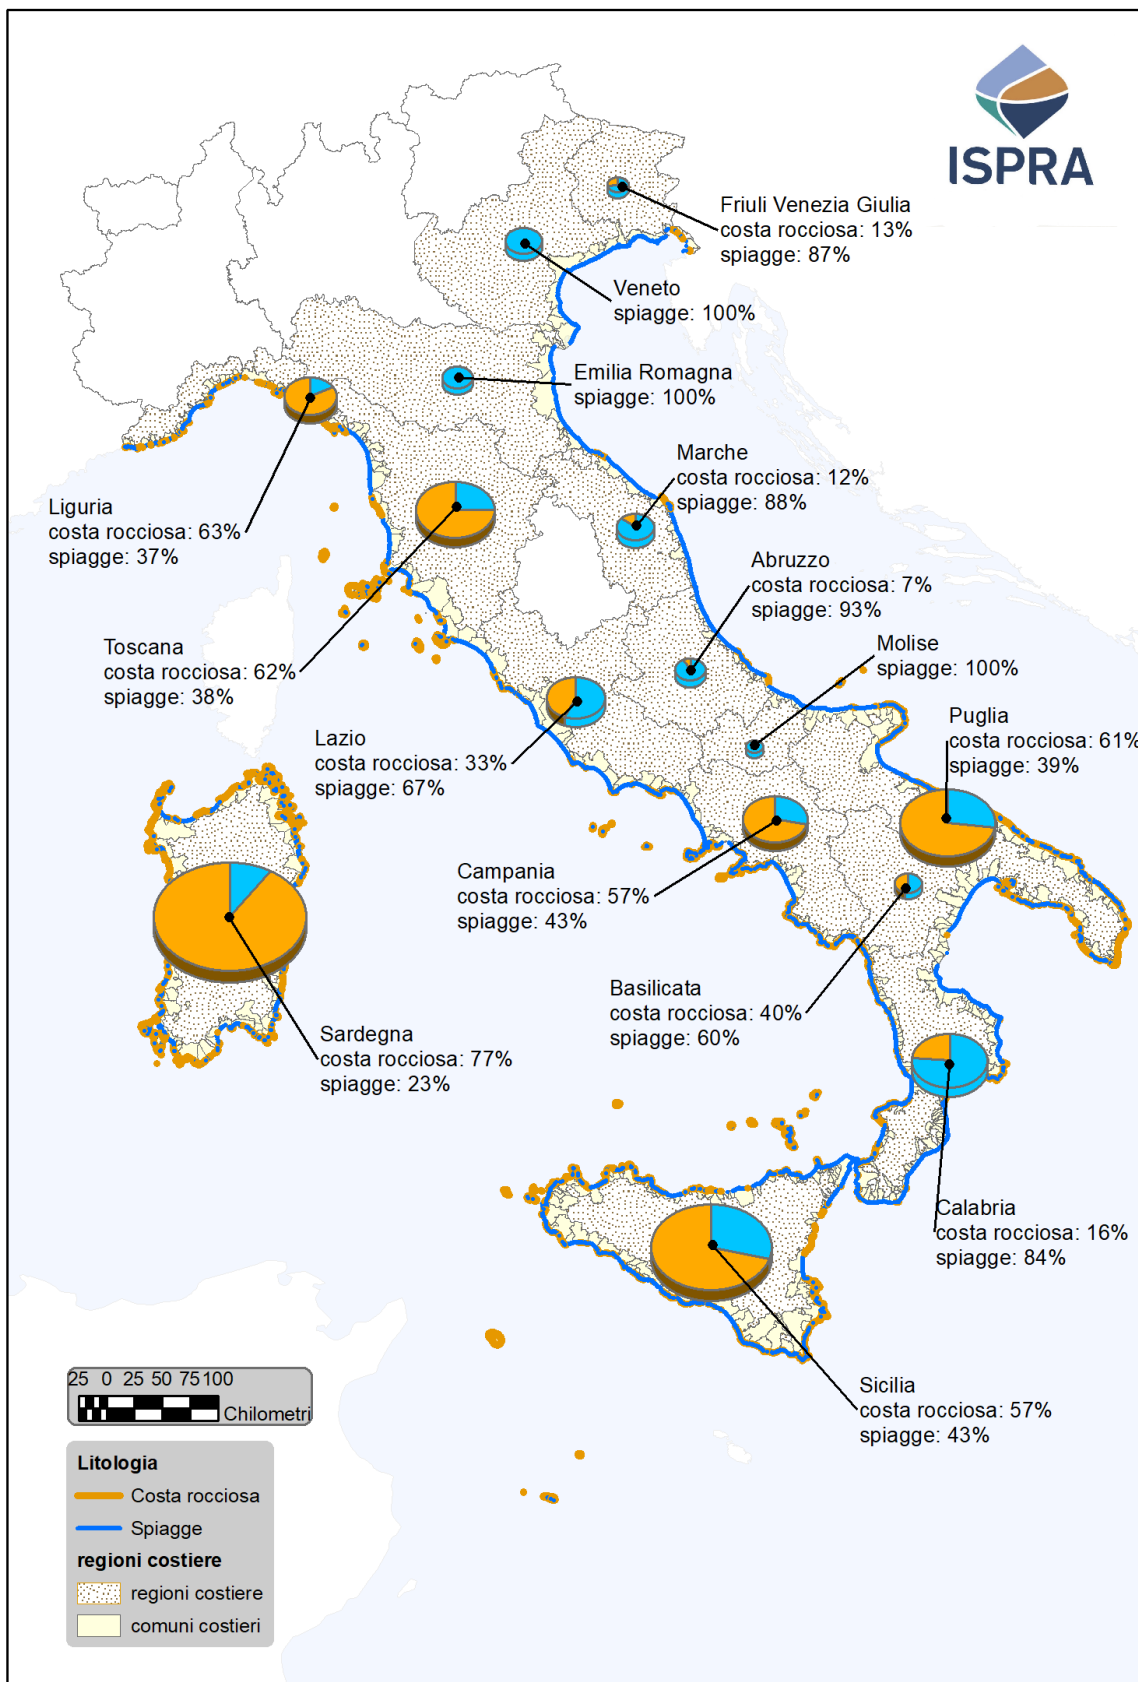 ISPRA
Friuli Venezia Giulia
costa rocciosa: 13%
spiagge: 87%
Veneto
spiagge: 100%
Emilia Romagna
spiagge: 100%
Marche
costa rocciosa: 12%
spiagge: 88%
Liguria
costa rocciosa: 63%
spiagge: 37%
Abruzzo
costa rocciosa: 7%
spiagge: 93%
Toscana
costa rocciosa: 62%
spiagge: 38%
Molise
spiagge: 100%
Puglia
costa rocciosa: 61%
spiagge: 39%
Lazio
costa rocciosa: 33%
spiagge: 67%
Campania
costa rocciosa: 57%
spiagge: 43%
Basilicata
costa rocciosa: 40%
spiagge: 60%
Sardegna
costa rocciosa: 77%
spiagge: 23%
Calabria
costa rocciosa: 16%
spiagge: 84%
Sicilia
costa rocciosa: 57%
spiagge: 43%
25 0 25 50 75 100
Chilometri
Litologia
Costa rocciosa
Spiagge
regioni costiere
regioni costiere
comuni costieri